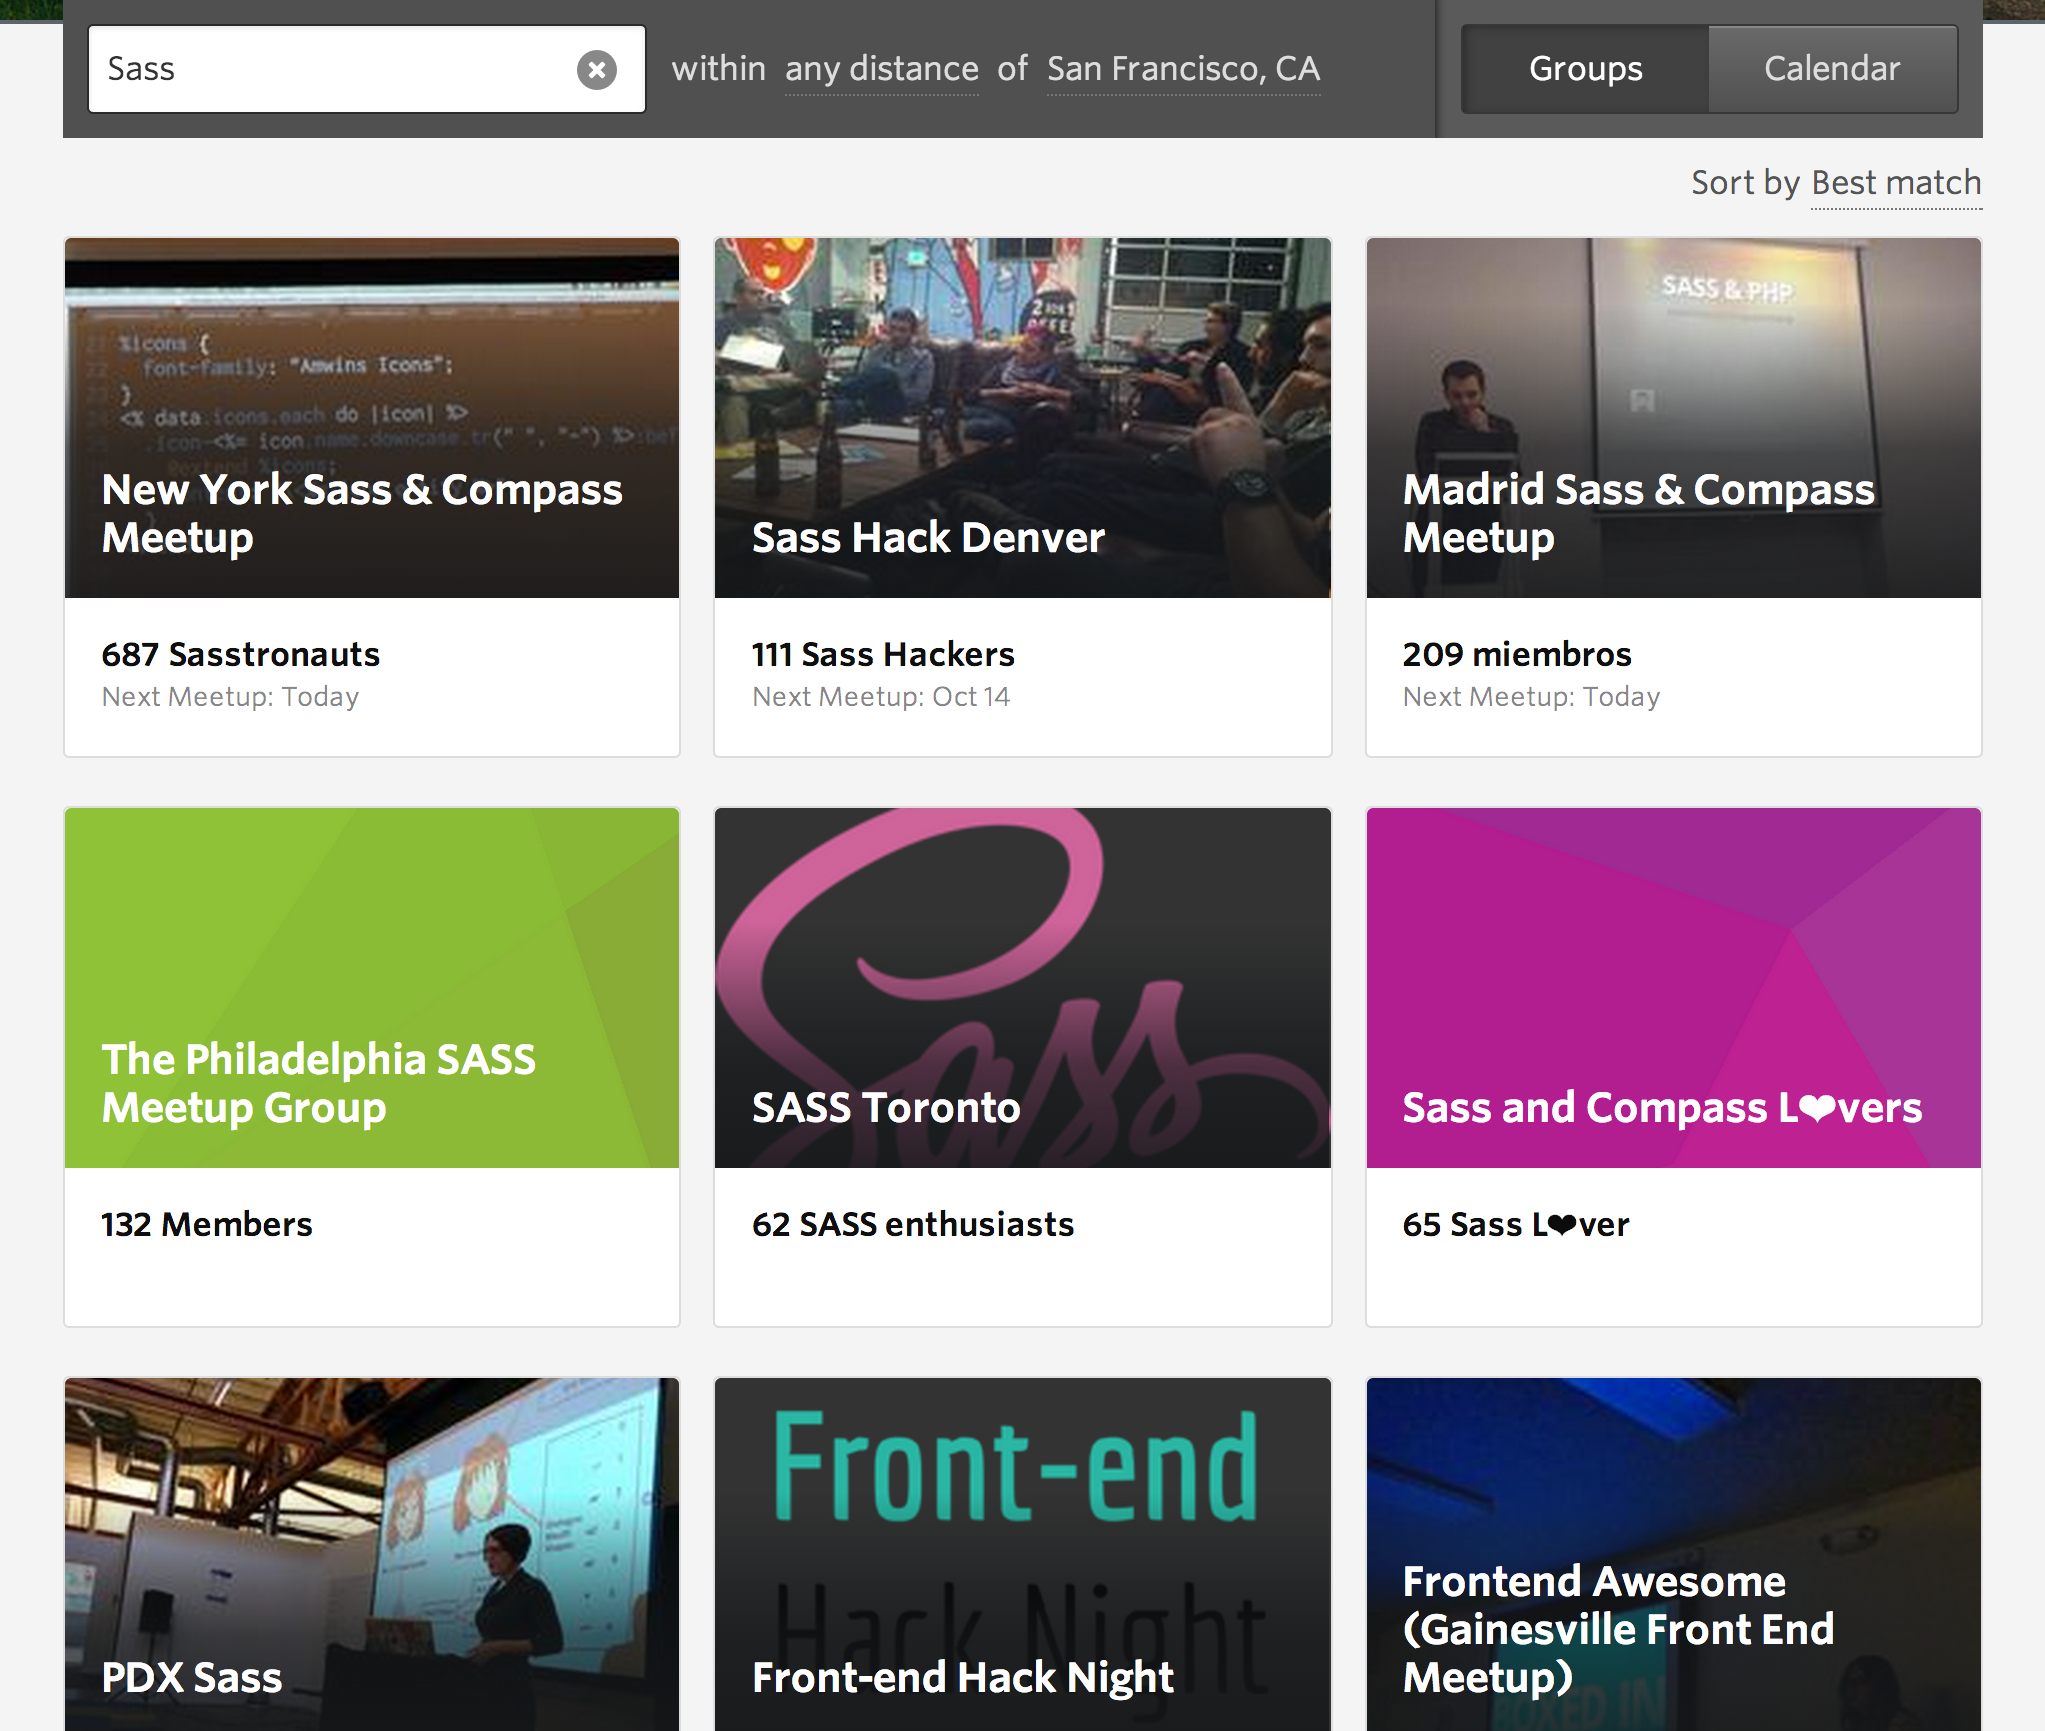 Sass
within any distance of San Francisco, CA
Groups
Calendar
Sort by Best match
%icons {
font-family: "Amwins Icons";
}
<% data.icons.each do |icon| %>
.icon-<%= icon.name.downcase.tr(" ", "-") %>:bef
@extend %icons;
}
New York Sass & Compass
Meetup
687 Sasstronauts
Next Meetup: Today
Sass Hack Denver
111 Sass Hackers
Next Meetup: Oct 14
SASS & PHP
Madrid Sass & Compass
Meetup
209 miembros
Next Meetup: Today
The Philadelphia SASS
Meetup Group
132 Members
Sass
SASS Toronto
62 SASS enthusiasts
Sass and Compass L❤vers
65 Sass L❤ver
PDX Sass
Front-end
Hack Night
Front-end Hack Night
Frontend Awesome
(Gainesville Front End
Meetup)
BOXED IN